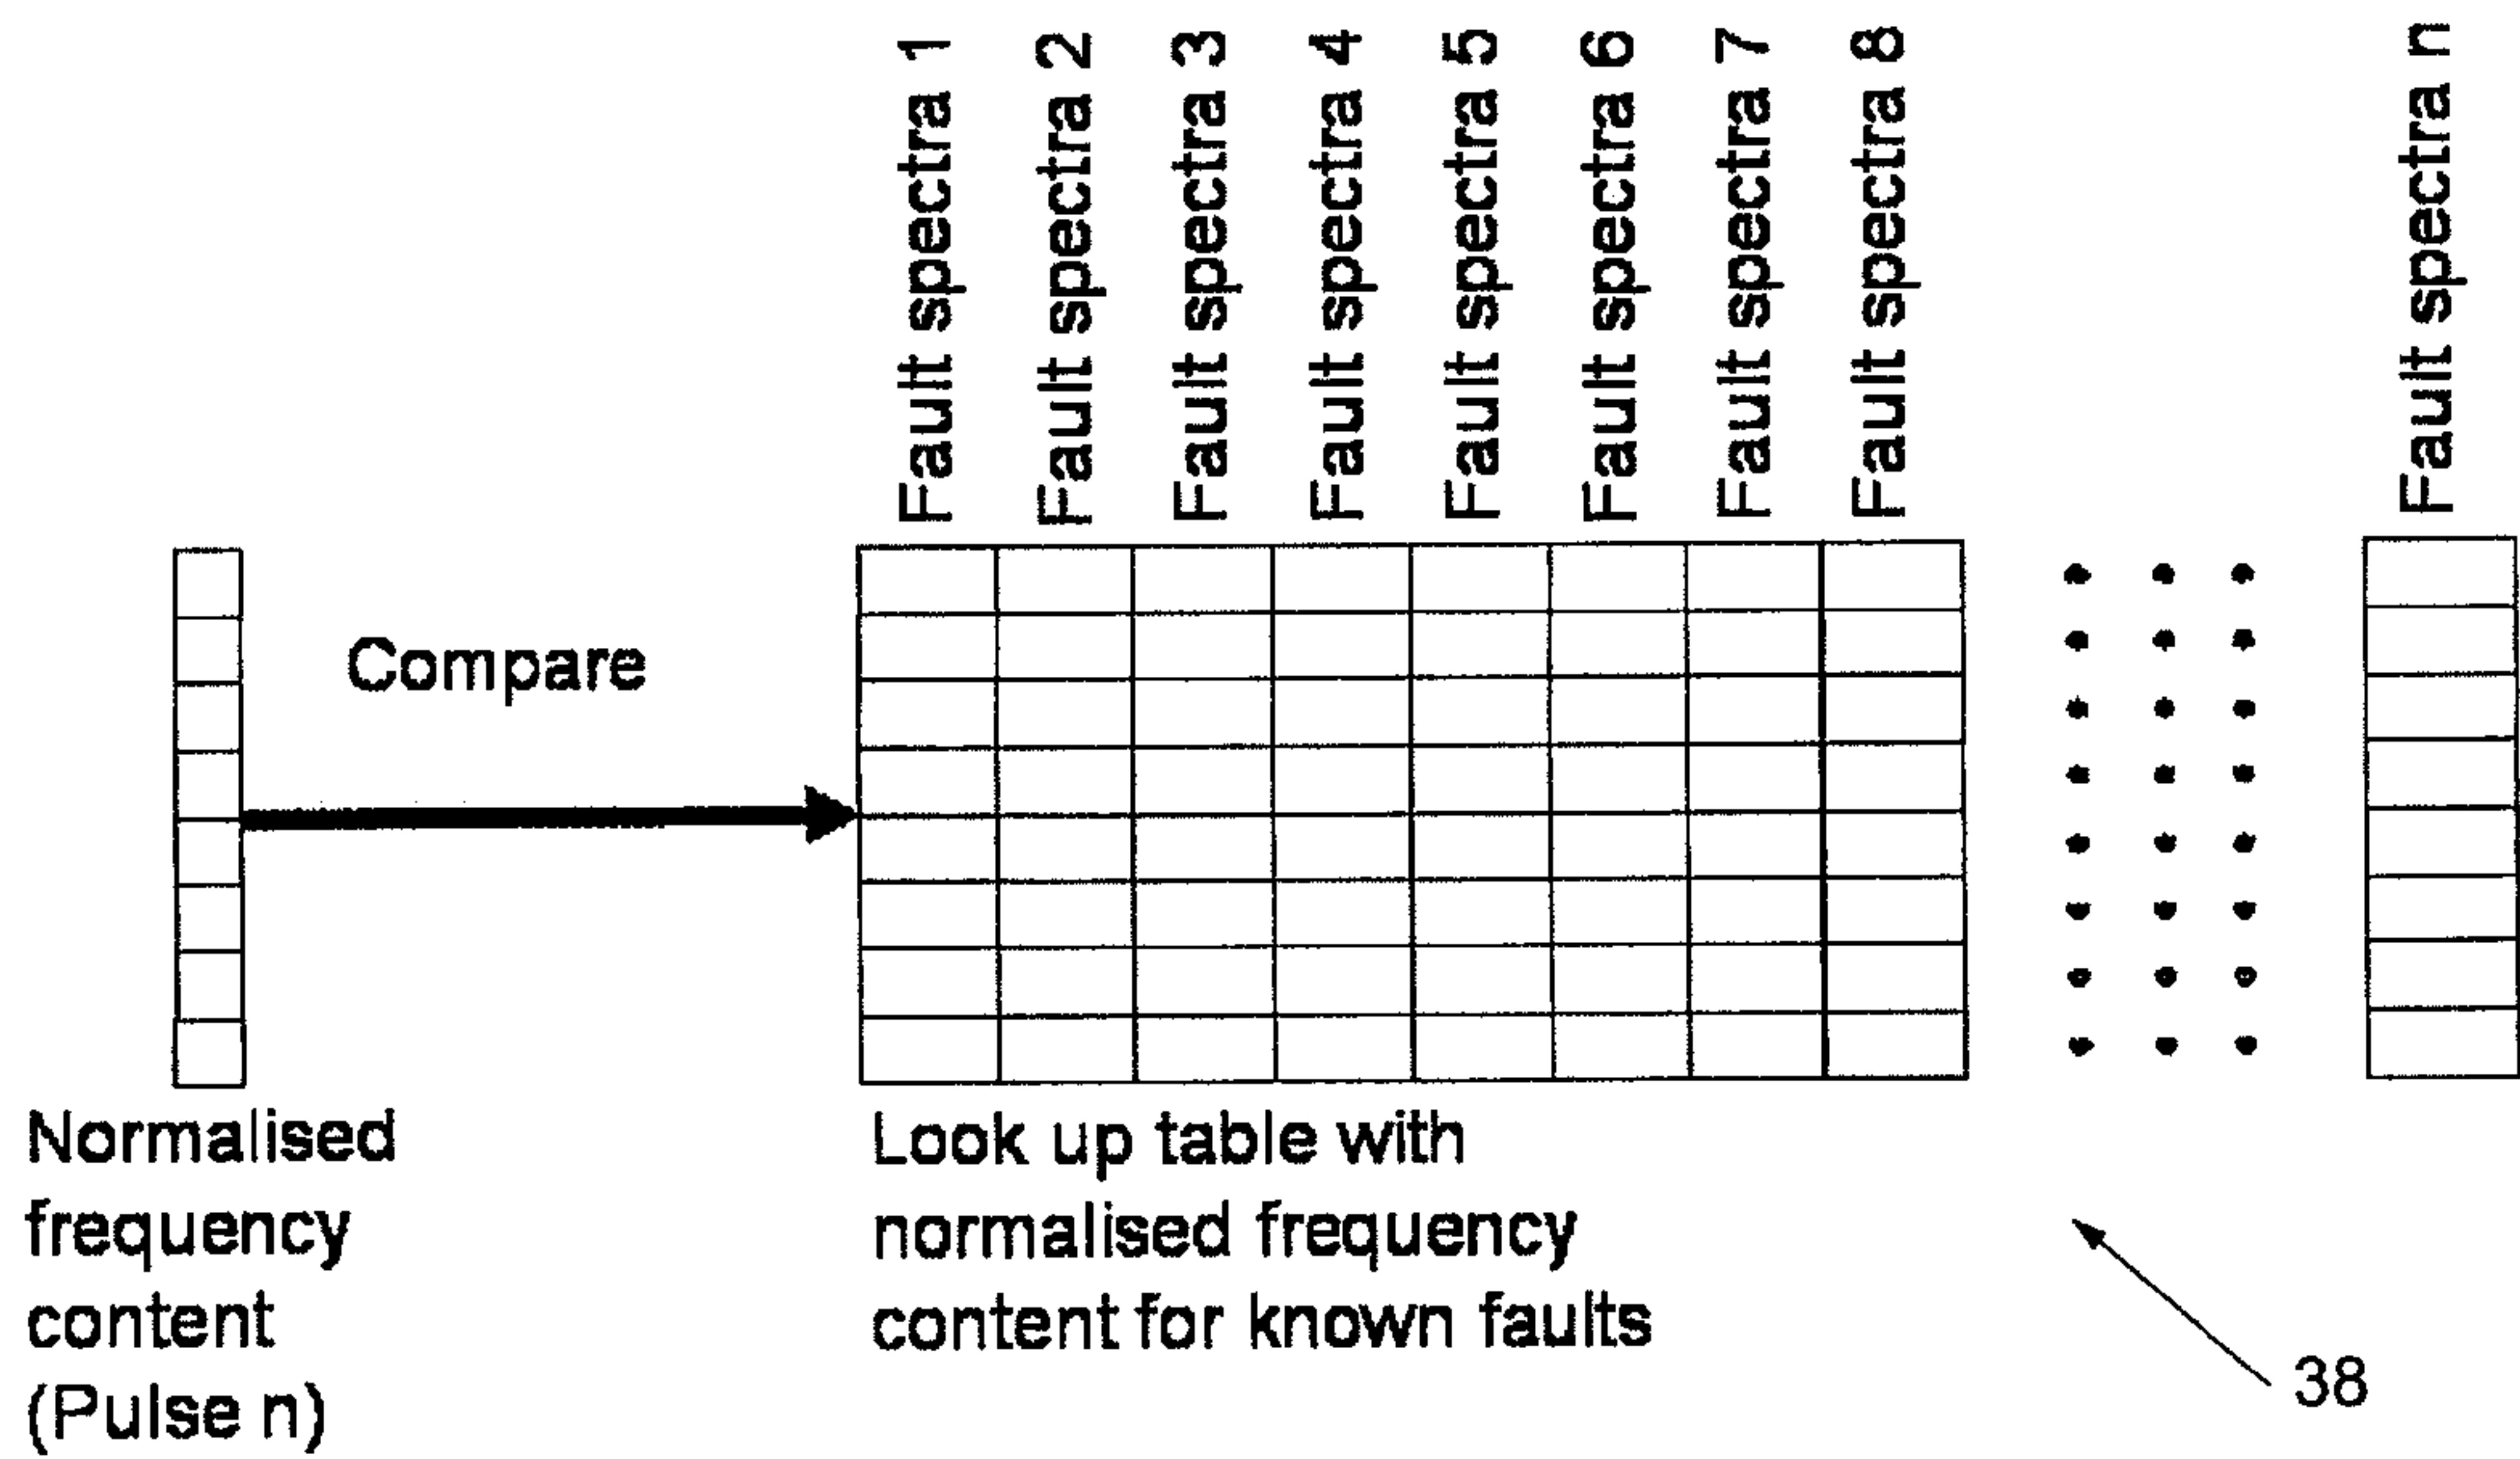 Fault spectra 1
Fault spectra 2
Fault spectra 3
Fault spectra 4
Fault spectra 5
Fault spectra 6
Fault spectra 7
Fault spectra 8
Fault spectra n
Compare
Normalised
frequency
content
(Pulse n)
Look up table with
normalised frequency
content for known faults
38